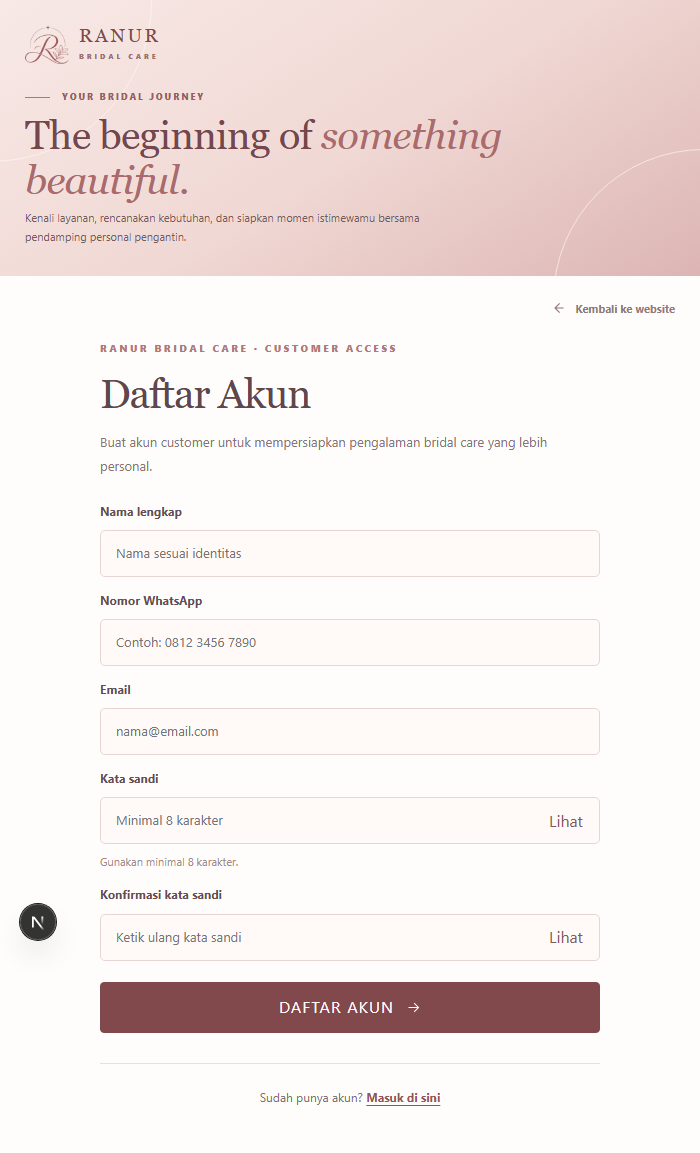 RANUR
BRIDAL CARE
YOUR BRIDAL JOURNEY
The beginning of something
beautiful.
Kenali layanan, rencanakan kebutuhan, dan siapkan momen istimewamu bersama
pendamping personal pengantin.
← Kembali ke website
RANUR BRIDAL CARE • CUSTOMER ACCESS
Daftar Akun
Buat akun customer untuk mempersiapkan pengalaman bridal care yang lebih
personal.
Nama lengkap
Nama sesuai identitas
Nomor WhatsApp
Contoh: 0812 3456 7890
Email
nama@email.com
Kata sandi
Minimal 8 karakter Lihat
Gunakan minimal 8 karakter.
Konfirmasi kata sandi
N
Ketik ulang kata sandi Lihat
DAFTAR AKUN →
Sudah punya akun? Masuk di sini